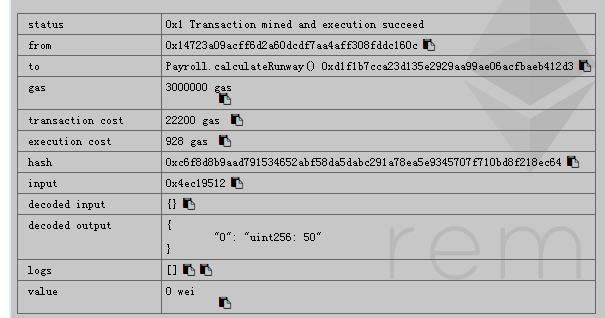 status 0x1 Transaction mined and execution succeed
from 0x14723a09acff6d2a60dcdf7aa4aff308fddc160c
to Payroll.calculateRunway() 0xd1f1b7cca23d135e2929aa99ae06acfbaeb412d3
gas 3000000 gas
transaction cost 22200 gas
execution cost 928 gas
hash 0xc6f8d8b9aad791534652abf58da5dabc291a78ea5e9345707f710bd8f218ec64
input 0x4ec19512
decoded input {}
decoded output {
"0": "uint256: 50"
}
logs []
value 0 wei
rem